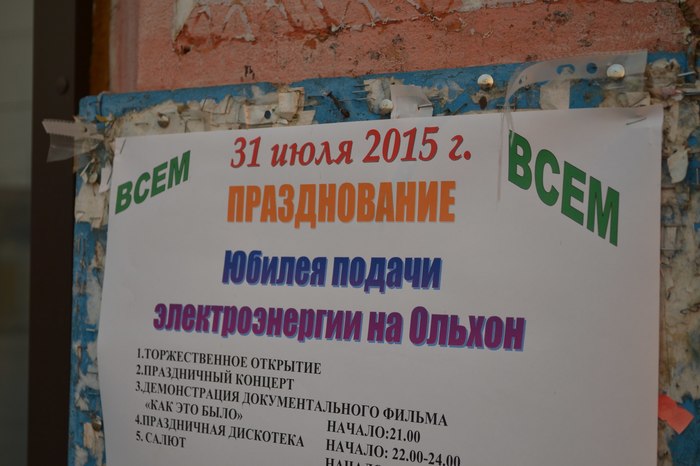 ВСЕМ 31 июля 2015 г. ВСЕМ
ПРАЗДНОВАНИЕ
Юбилея подачи
электроэнергии на Ольхон
1.ТОРЖЕСТВЕННОЕ ОТКРЫТИЕ
2.ПРАЗДНИЧНЫЙ КОНЦЕРТ
3.ДЕМОНСТРАЦИЯ ДОКУМЕНТАЛЬНОГО ФИЛЬМА
«КАК ЭТО БЫЛО» НАЧАЛО:21.00
4.ПРАЗДНИЧНАЯ ДИСКОТЕКА НАЧАЛО: 22.00-24.00
5. САЛЮТ